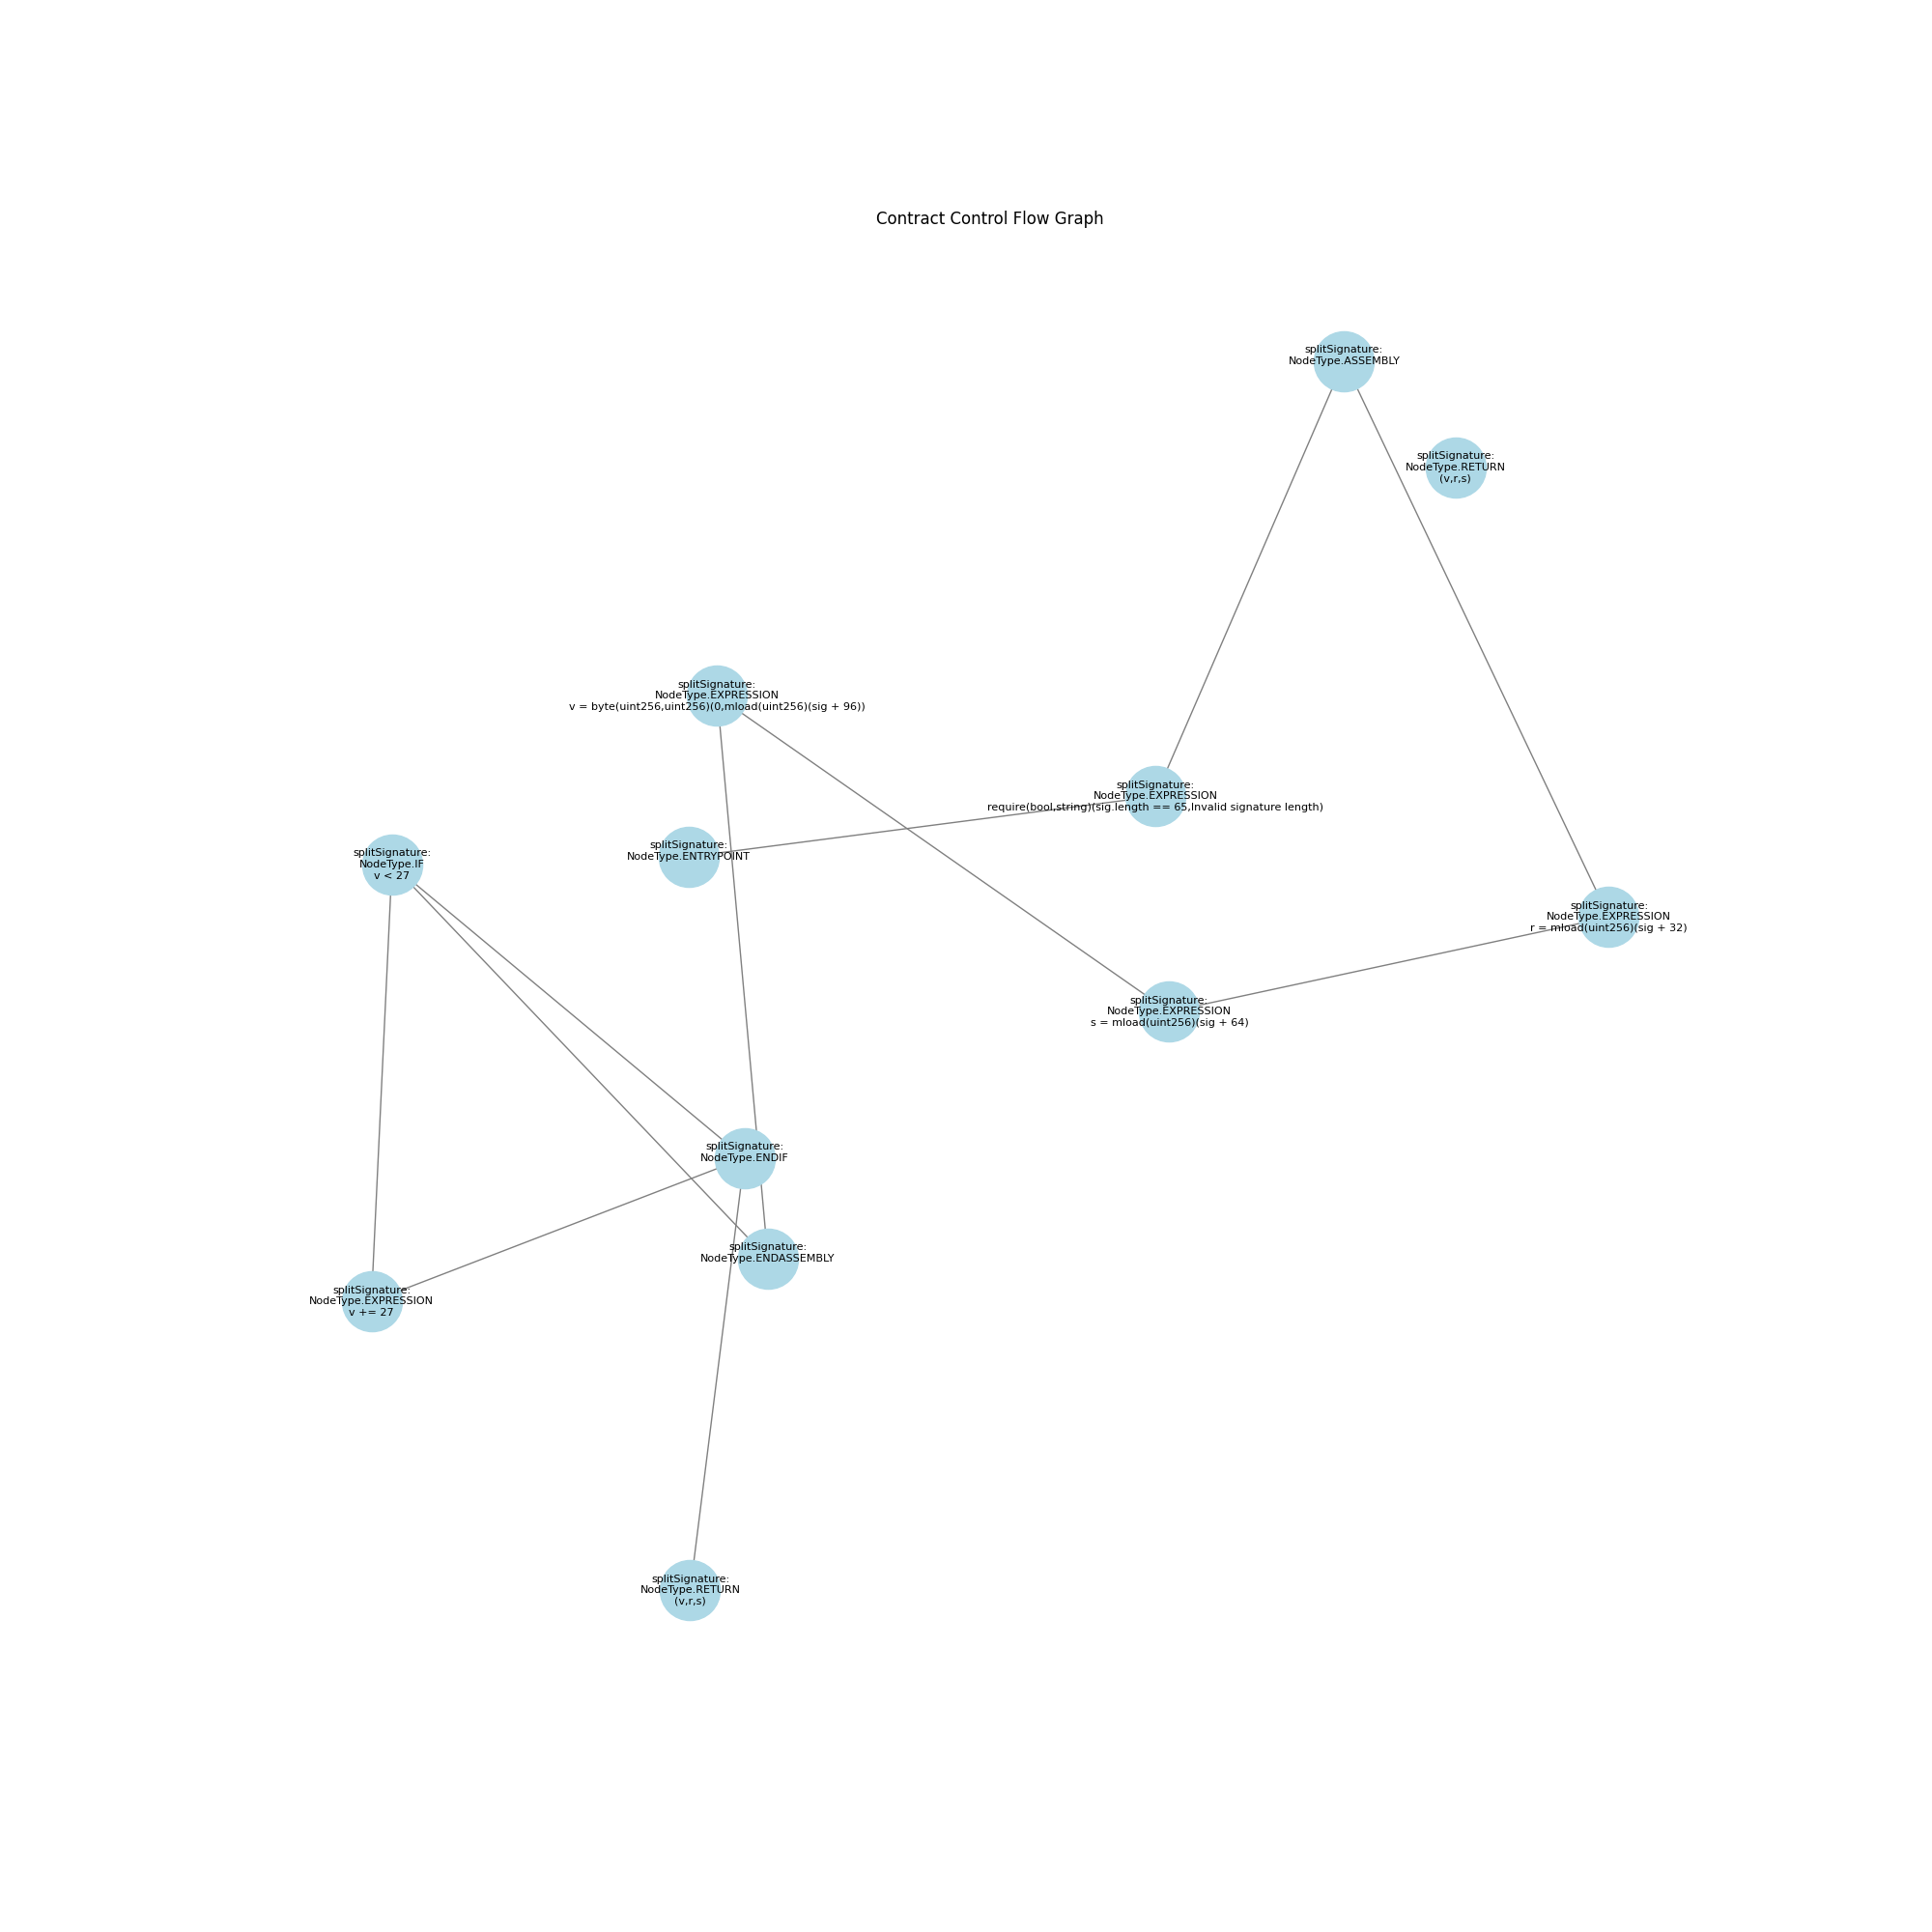 Contract Control Flow Graph
splitSignature:
NodeType.ASSEMBLY
splitSignature:
NodeType.RETURN
(v,r,s)
splitSignature:
NodeType.EXPRESSION
v = byte(uint256,uint256)(0,mload(uint256)(sig + 96))
splitSignature:
NodeType.EXPRESSION
require(bool,string)(sig.length == 65,Invalid signature length)
splitSignature:
NodeType.ENTRYPOINT
splitSignature:
NodeType.IF
v < 27
splitSignature:
NodeType.EXPRESSION
r = mload(uint256)(sig + 32)
splitSignature:
NodeType.EXPRESSION
s = mload(uint256)(sig + 64)
splitSignature:
NodeType.ENDIF
splitSignature:
NodeType.ENDASSEMBLY
splitSignature:
NodeType.EXPRESSION
v += 27
splitSignature:
NodeType.RETURN
(v,r,s)